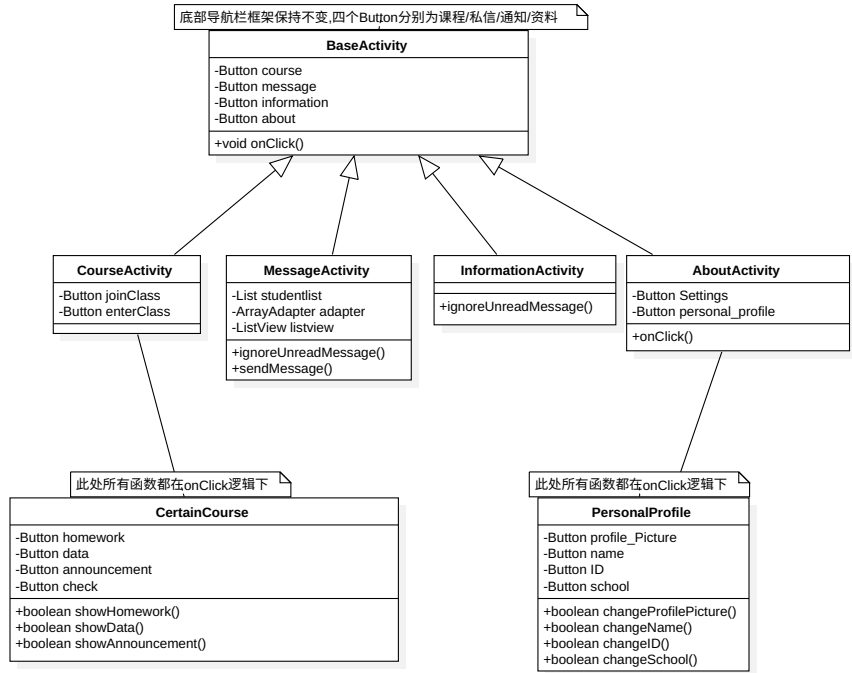 底部导航栏框架保持不变,四个Button分别为课程/私信/通知/资料
BaseActivity
-Button course
-Button message
-Button information
-Button about
+void onClick()
CourseActivity
-Button joinClass
-Button enterClass
MessageActivity
-List studentlist
-ArrayAdapter adapter
-ListView listview
+ignoreUnreadMessage()
+sendMessage()
InformationActivity
+ignoreUnreadMessage()
AboutActivity
-Button Settings
-Button personal_profile
+onClick()
此处所有函数都在onClick逻辑下
CertainCourse
-Button homework
-Button data
-Button announcement
-Button check
+boolean showHomework()
+boolean showData()
+boolean showAnnouncement()
此处所有函数都在onClick逻辑下
PersonalProfile
-Button profile_Picture
-Button name
-Button ID
-Button school
+boolean changeProfilePicture()
+boolean changeName()
+boolean changeID()
+boolean changeSchool()